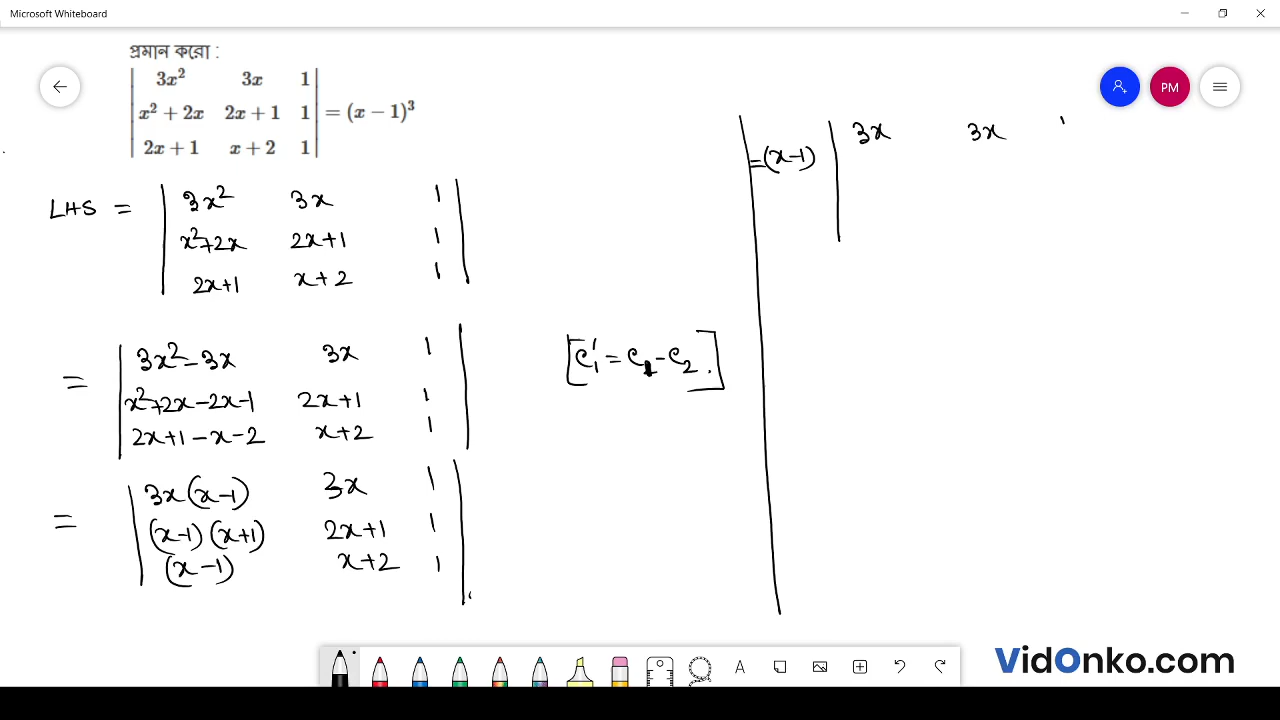 Microsoft Whiteboard
প্রমান করো :
| 3x² 3x 1 |
| x² + 2x 2x + 1 1 | = (x − 1)³
| 2x + 1 x + 2 1 |
PM
LHS = | 3x² 3x 1 |
| x²+2x 2x+1 1 |
| 2x+1 x+2 1 |
= | 3x²-3x 3x 1 | [C₁' = C₁-C₂.]
| x²+2x-2x-1 2x+1 1 |
| 2x+1-x-2 x+2 1 |
= | 3x(x-1) 3x 1 |
| (x-1)(x+1) 2x+1 1 |
| (x-1) x+2 1 |
=(x-1) | 3x 3x '
A
VidOnko.com